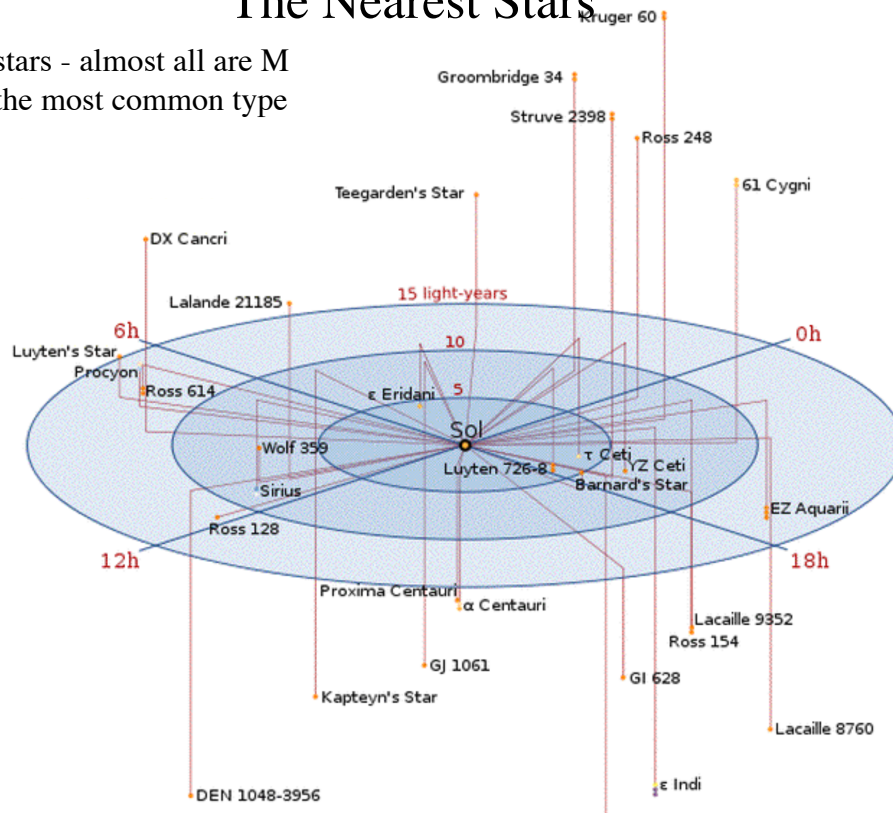 The Nearest Stars
Kruger 60
stars - almost all are M
Groombridge 34
the most common type
Struve 2398
Ross 248
61 Cygni
Teegarden's Star
DX Cancri
15 light-years
Lalande 21185
6h
0h
10
Luyten's Star
Procyon
5
Ross 614
ε Eridani
Sol
Wolf 359
τ Ceti
Luyten 726-8
YZ Ceti
Barnard's Star
Sirius
EZ Aquarii
Ross 128
12h
18h
Proxima Centauri
α Centauri
Lacaille 9352
Ross 154
GJ 1061
GI 628
Kapteyn's Star
Lacaille 8760
ε Indi
DEN 1048-3956